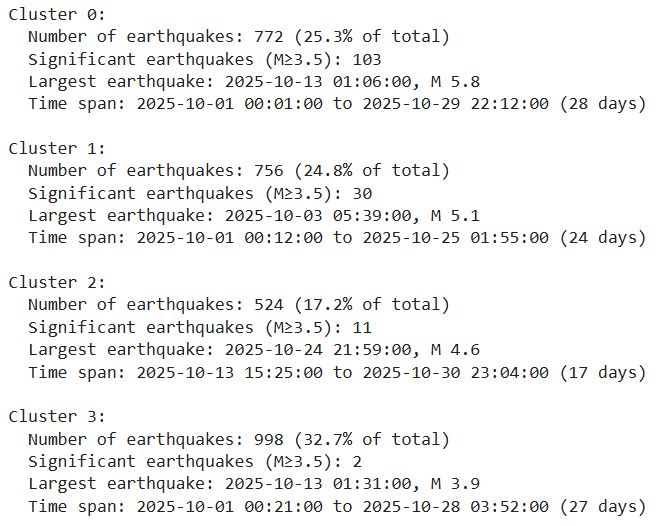 Cluster 0:
Number of earthquakes: 772 (25.3% of total)
Significant earthquakes (M≥3.5): 103
Largest earthquake: 2025-10-13 01:06:00, M 5.8
Time span: 2025-10-01 00:01:00 to 2025-10-29 22:12:00 (28 days)
Cluster 1:
Number of earthquakes: 756 (24.8% of total)
Significant earthquakes (M≥3.5): 30
Largest earthquake: 2025-10-03 05:39:00, M 5.1
Time span: 2025-10-01 00:12:00 to 2025-10-25 01:55:00 (24 days)
Cluster 2:
Number of earthquakes: 524 (17.2% of total)
Significant earthquakes (M≥3.5): 11
Largest earthquake: 2025-10-24 21:59:00, M 4.6
Time span: 2025-10-13 15:25:00 to 2025-10-30 23:04:00 (17 days)
Cluster 3:
Number of earthquakes: 998 (32.7% of total)
Significant earthquakes (M≥3.5): 2
Largest earthquake: 2025-10-13 01:31:00, M 3.9
Time span: 2025-10-01 00:21:00 to 2025-10-28 03:52:00 (27 days)